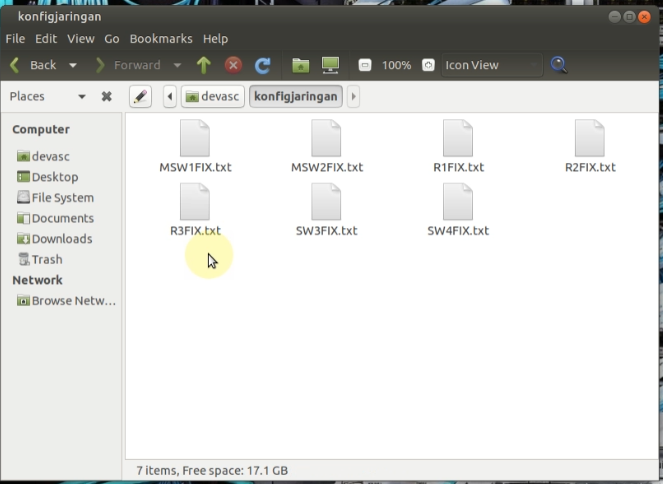 konfigjaringan
File Edit View Go Bookmarks Help
Back Forward 100% Icon View
Places devasc konfigjaringan
Computer
devasc
Desktop
File System
Documents
Downloads
Trash
Network
Browse Netw...
MSW1FIX.txt MSW2FIX.txt R1FIX.txt R2FIX.txt
R3FIX.txt SW3FIX.txt SW4FIX.txt
7 items, Free space: 17.1 GB